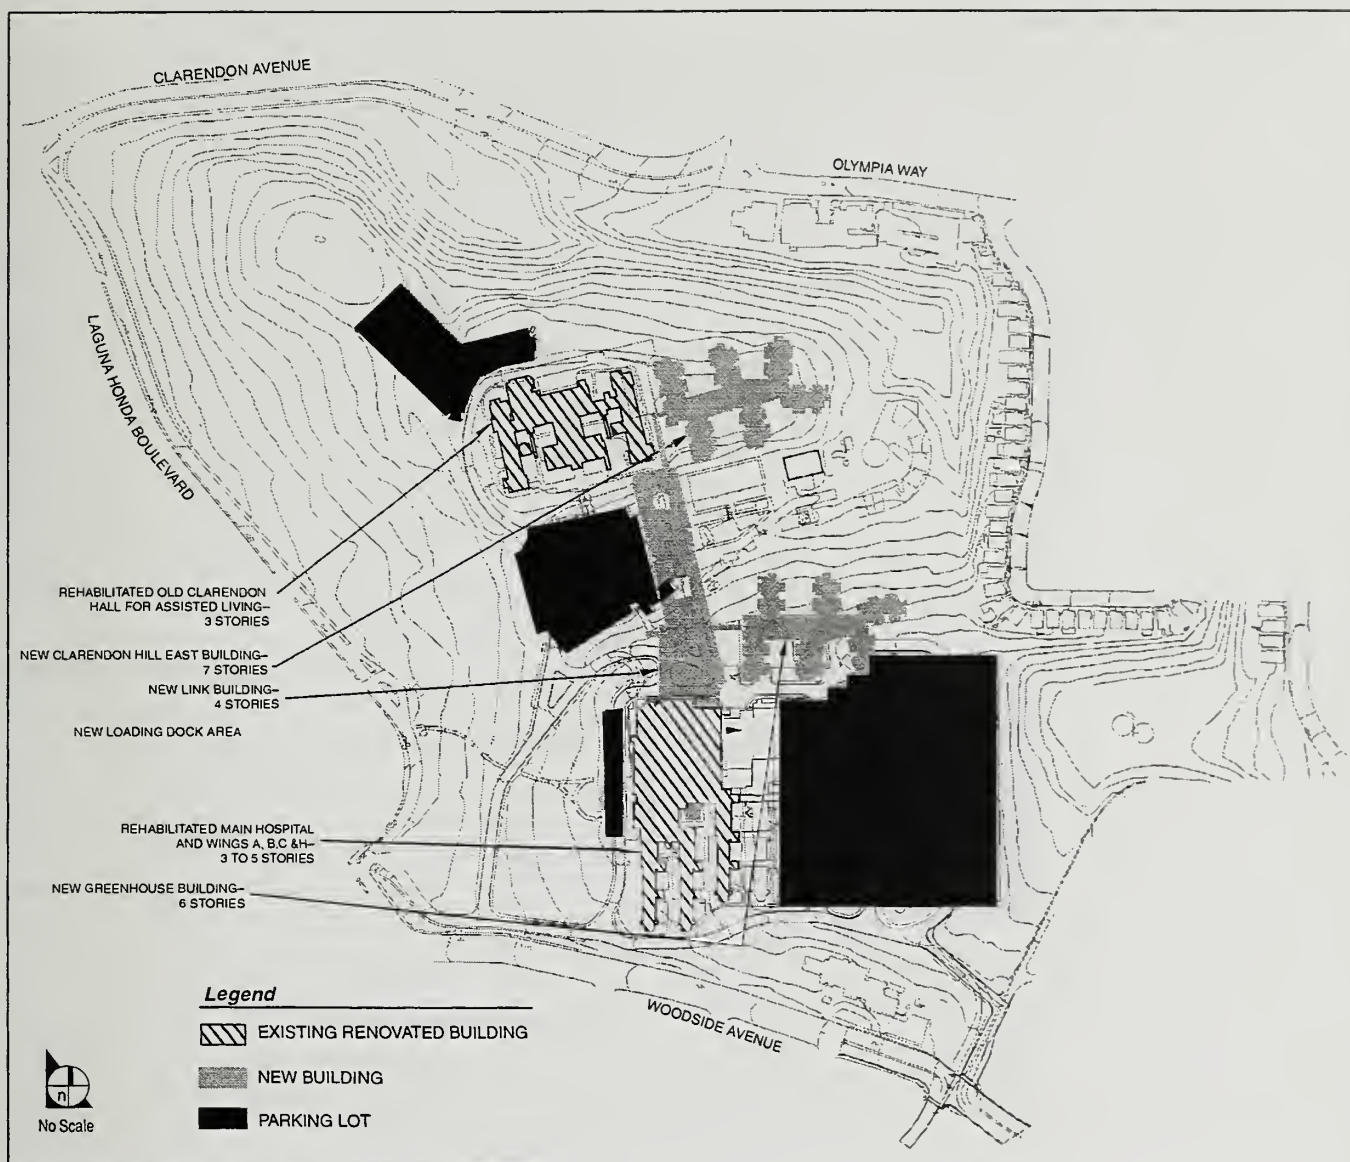 CLARENDON AVENUE
OLYMPIA WAY
LAGUNA HONDA BOULEVARD
REHABILITATED OLD CLARENDON
HALL FOR ASSISTED LIVING–
3 STORIES
NEW CLARENDON HILL EAST BUILDING–
7 STORIES
NEW LINK BUILDING–
4 STORIES
NEW LOADING DOCK AREA
REHABILITATED MAIN HOSPITAL
AND WINGS A, B,C &H–
3 TO 5 STORIES
NEW GREENHOUSE BUILDING–
6 STORIES
WOODSIDE AVENUE
Legend
EXISTING RENOVATED BUILDING
NEW BUILDING
PARKING LOT
n
No Scale